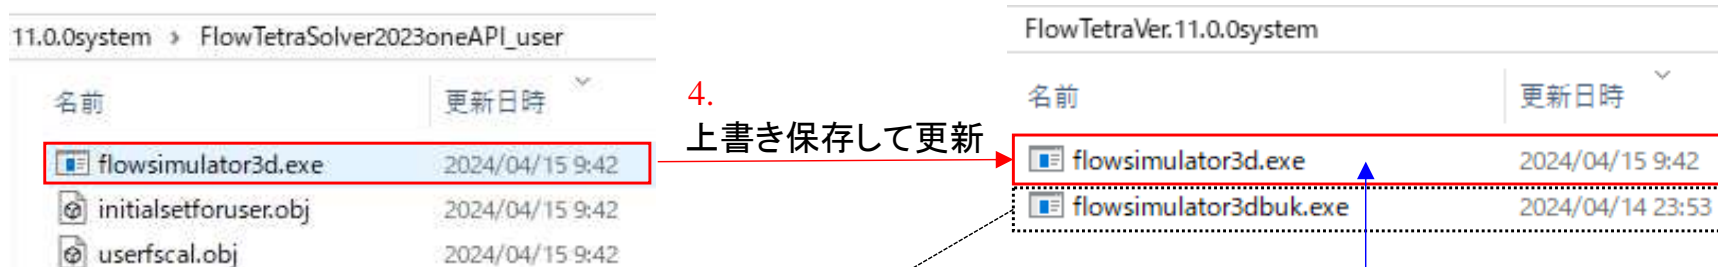 11.0.0system › FlowTetraSolver2023oneAPI_user
名前 更新日時
flowsimulator3d.exe 2024/04/15 9:42
initialsetforuser.obj 2024/04/15 9:42
userfscal.obj 2024/04/15 9:42
4.
上書き保存して更新
FlowTetraVer.11.0.0system
名前 更新日時
flowsimulator3d.exe 2024/04/15 9:42
flowsimulator3dbuk.exe 2024/04/14 23:53